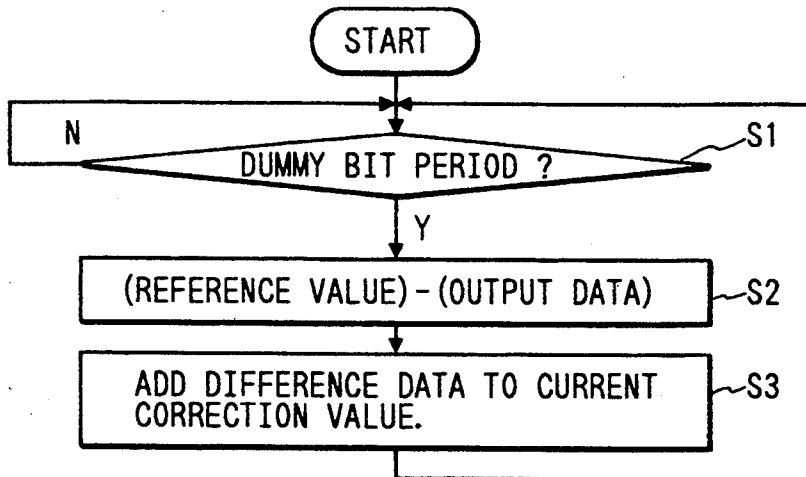 START
N
DUMMY BIT PERIOD ?
S1
Y
(REFERENCE VALUE)-(OUTPUT DATA)
S2
ADD DIFFERENCE DATA TO CURRENT
CORRECTION VALUE.
S3